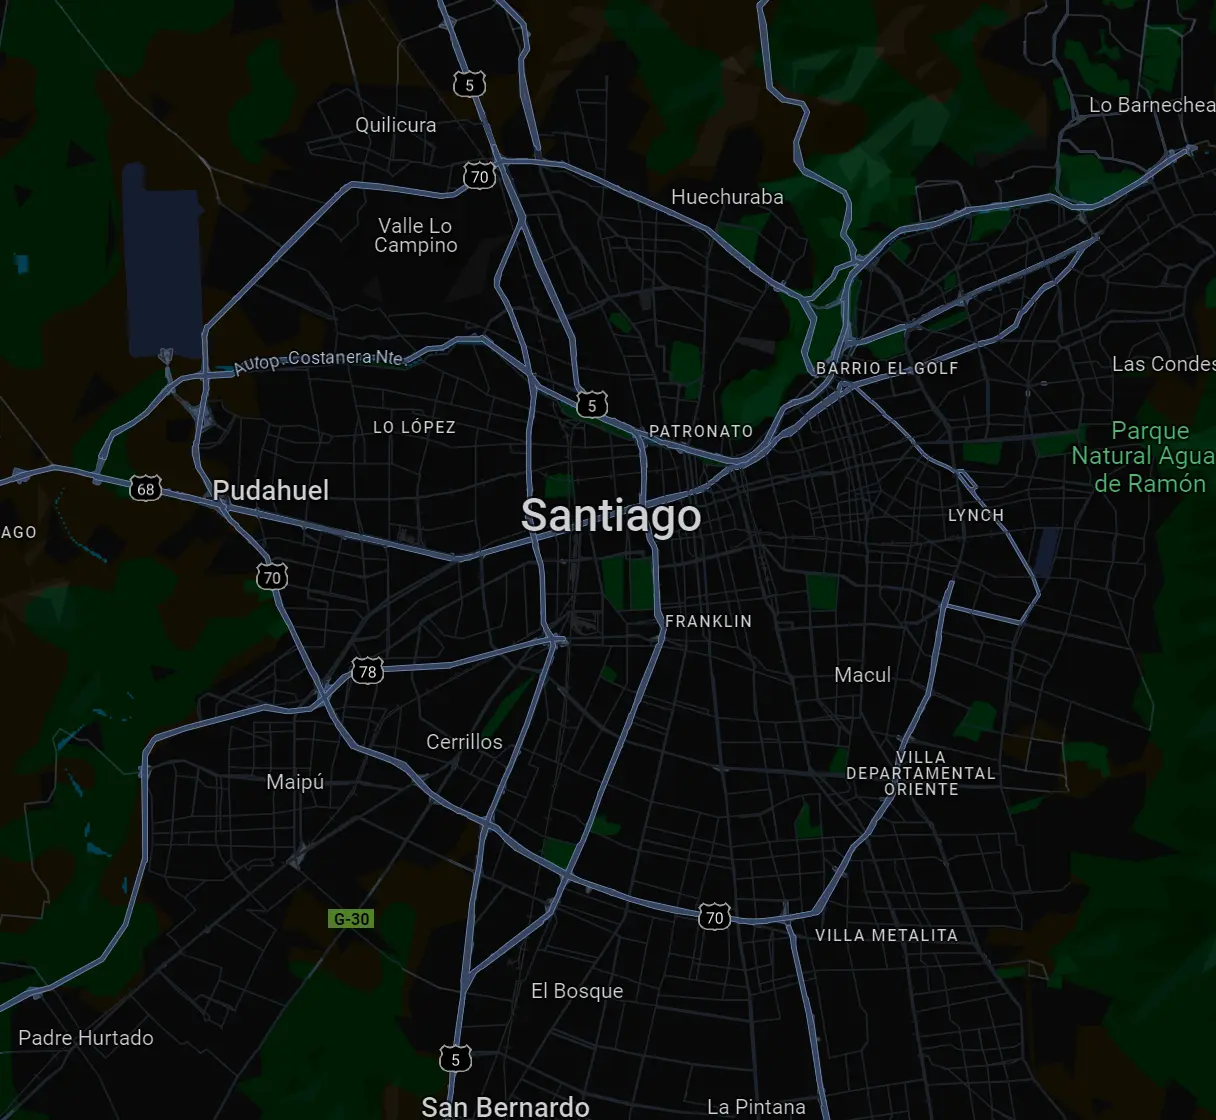 5
Lo Barnechea
Quilicura
70
Huechuraba
Valle Lo
Campino
Autop. Costanera Nte.
BARRIO EL GOLF
Las Condes
5
LO LÓPEZ
PATRONATO
Parque
Natural Agua
de Ramón
68
Pudahuel
Santiago
LYNCH
AGO
70
FRANKLIN
78
Macul
Cerrillos
VILLA
DEPARTAMENTAL
ORIENTE
Maipú
G-30
70
VILLA METALITA
El Bosque
Padre Hurtado
5
San Bernardo
La Pintana